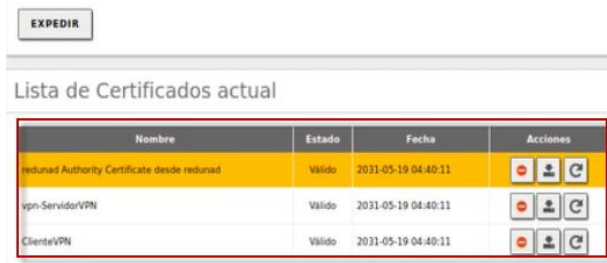 EXPEDIR
Lista de Certificados actual
Nombre Estado Fecha Acciones
redunad Authority Certificate desde redunad Válido 2031-05-19 04:40:11
vpn-ServidorVPN Válido 2031-05-19 04:40:11
ClienteVPN Válido 2031-05-19 04:40:11